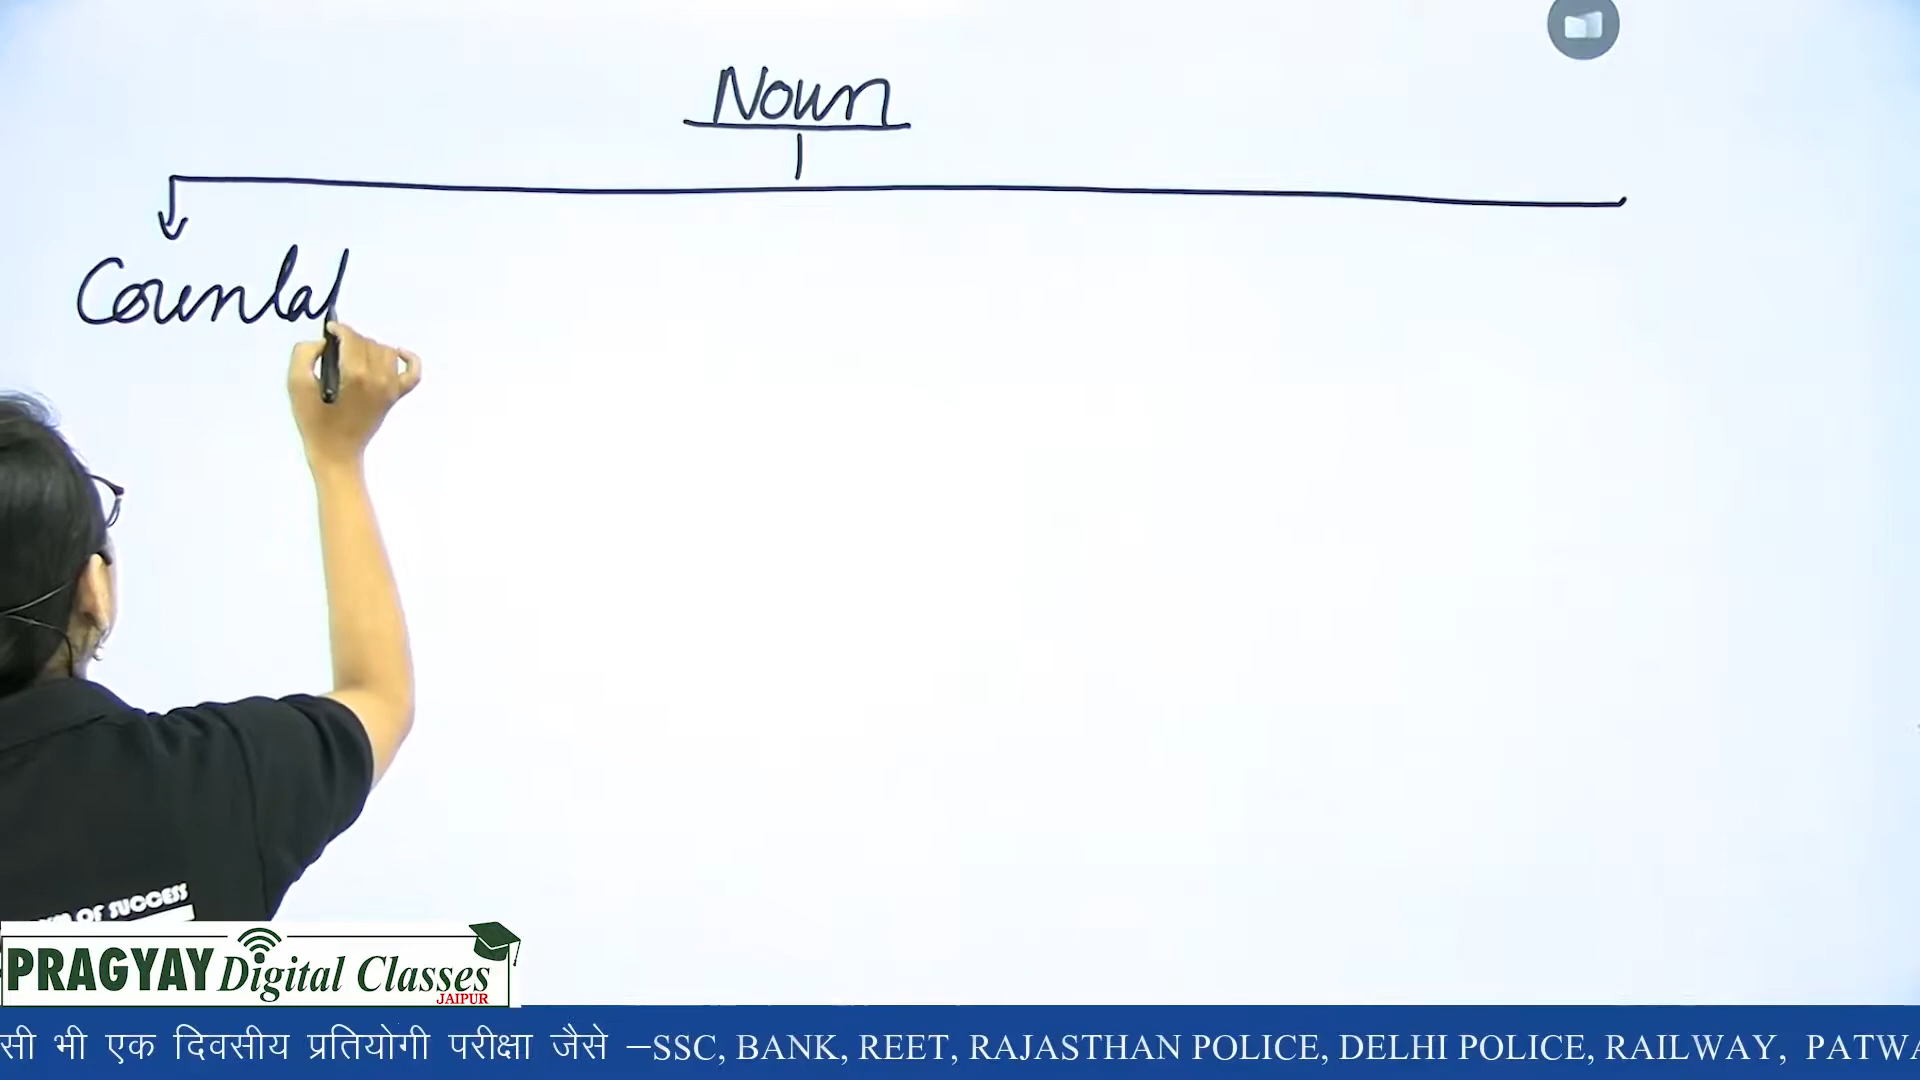 Noun
Countab
OF SUCCESS
PRAGYAY Digital Classes
JAIPUR
सी भी एक दिवसीय प्रतियोगी परीक्षा जैसे –SSC, BANK, REET, RAJASTHAN POLICE, DELHI POLICE, RAILWAY, PATWA